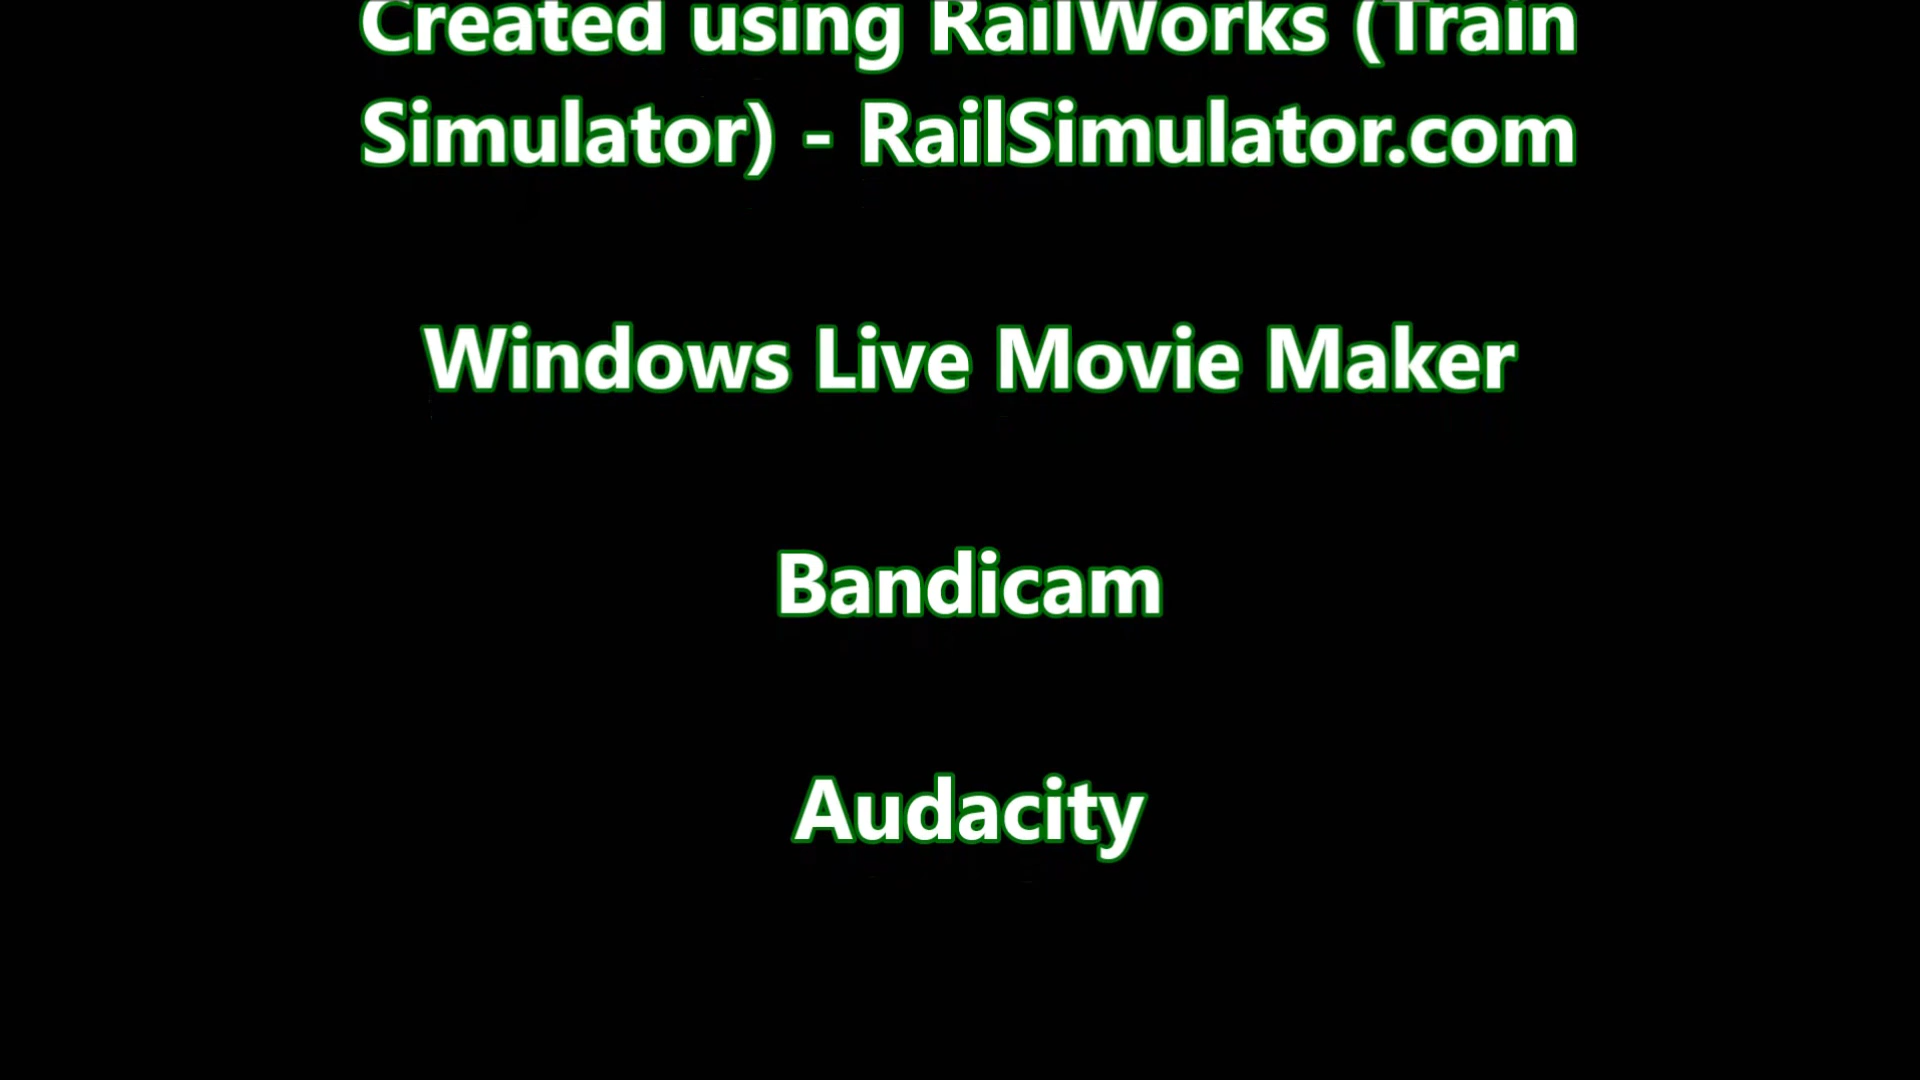 Created using RailWorks (Train
Simulator) - RailSimulator.com
Windows Live Movie Maker
Bandicam
Audacity